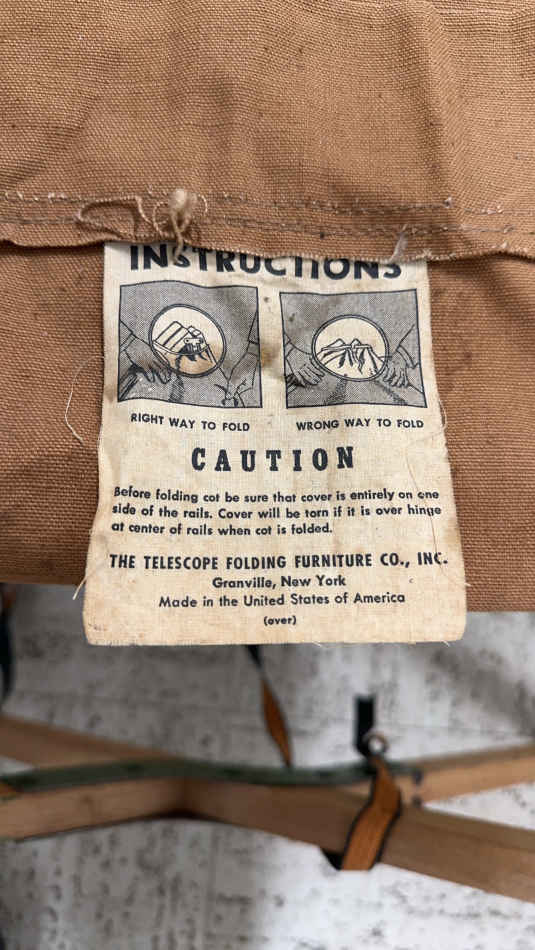 INSTRUCTIONS
RIGHT WAY TO FOLD
WRONG WAY TO FOLD
CAUTION
Before folding cot be sure that cover is entirely on one
side of the rails. Cover will be torn if it is over hinge
at center of rails when cot is folded.
THE TELESCOPE FOLDING FURNITURE CO., INC.
Granville, New York
Made in the United States of America
(over)